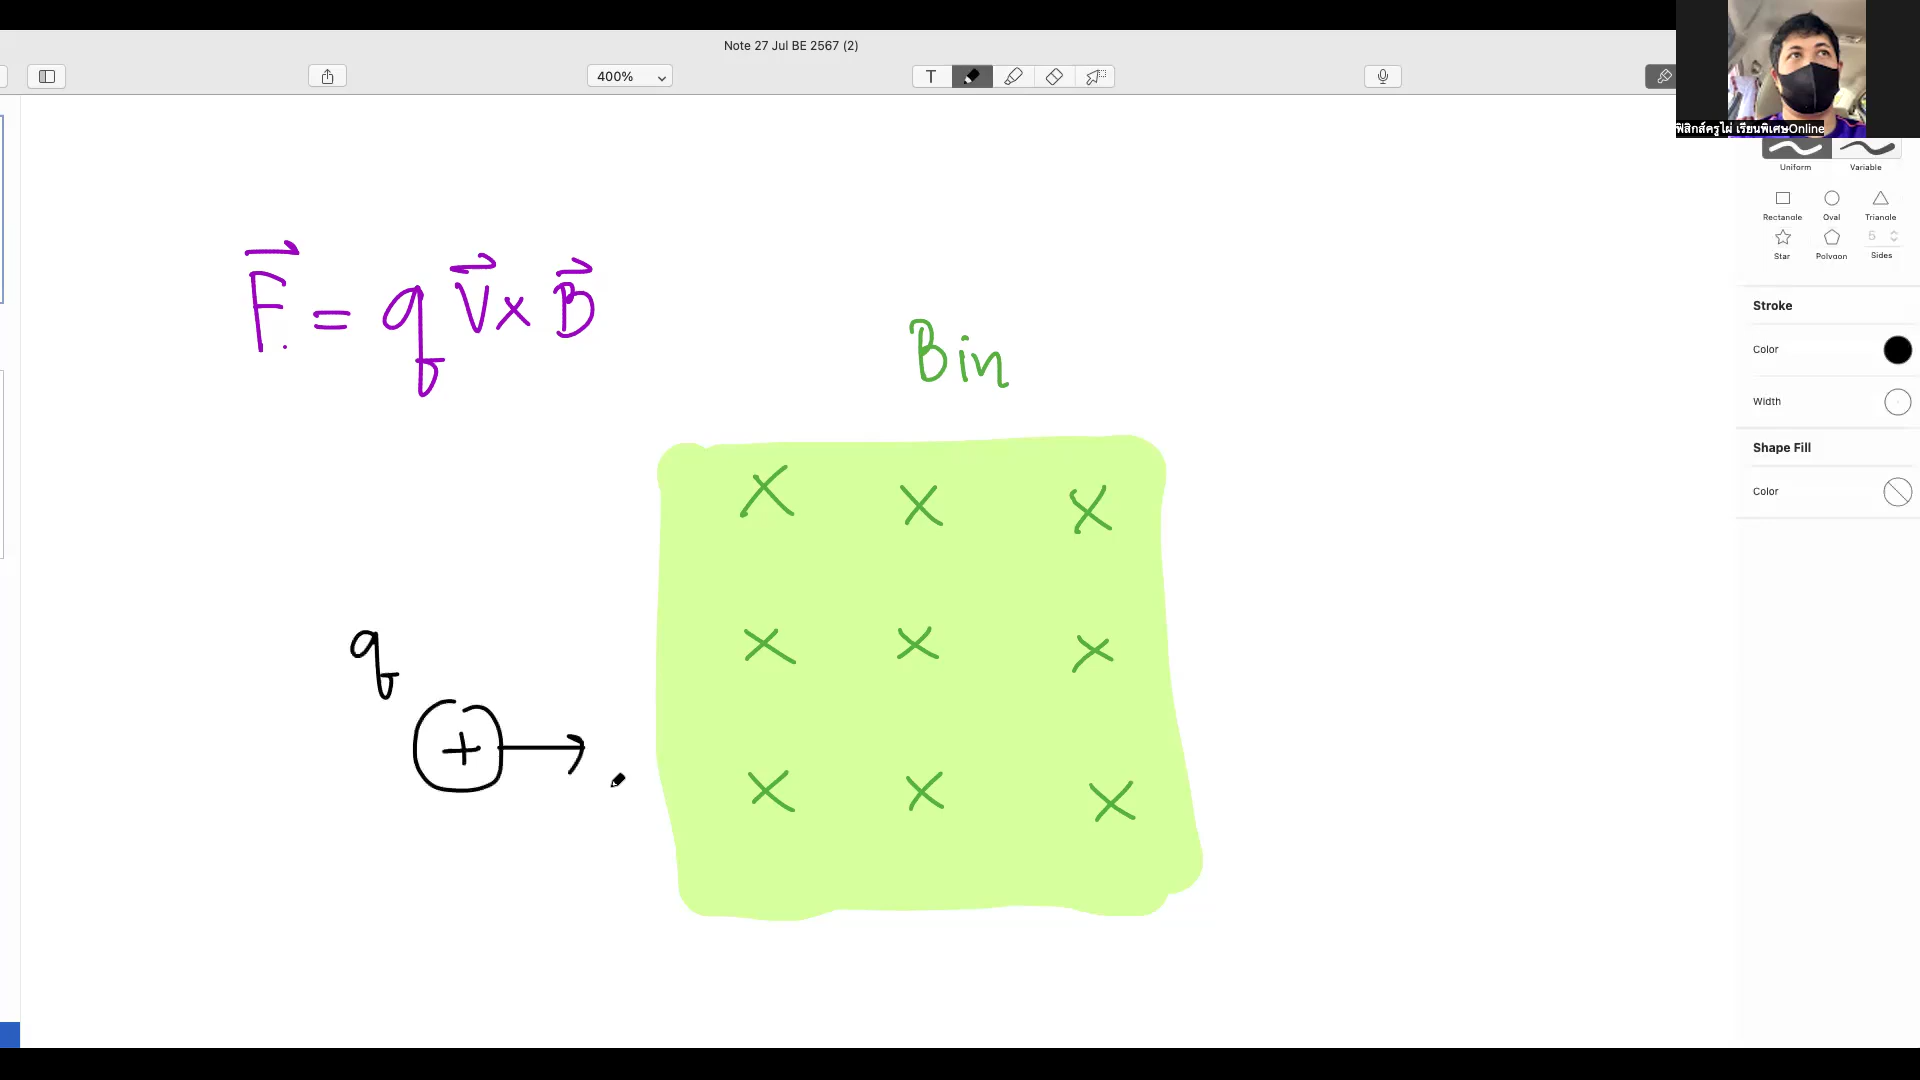 Note 27 Jul BE 2567 (2)
400%
T
ฟิสิกส์ครูไผ่ เรียนพิเศษOnline
Uniform Variable
Rectangle Oval Triangle
5
Star Polygon Sides
Stroke
Color
Width
Shape Fill
Color
F = q V x B
B in
X X X
q
X X X
+
X X X